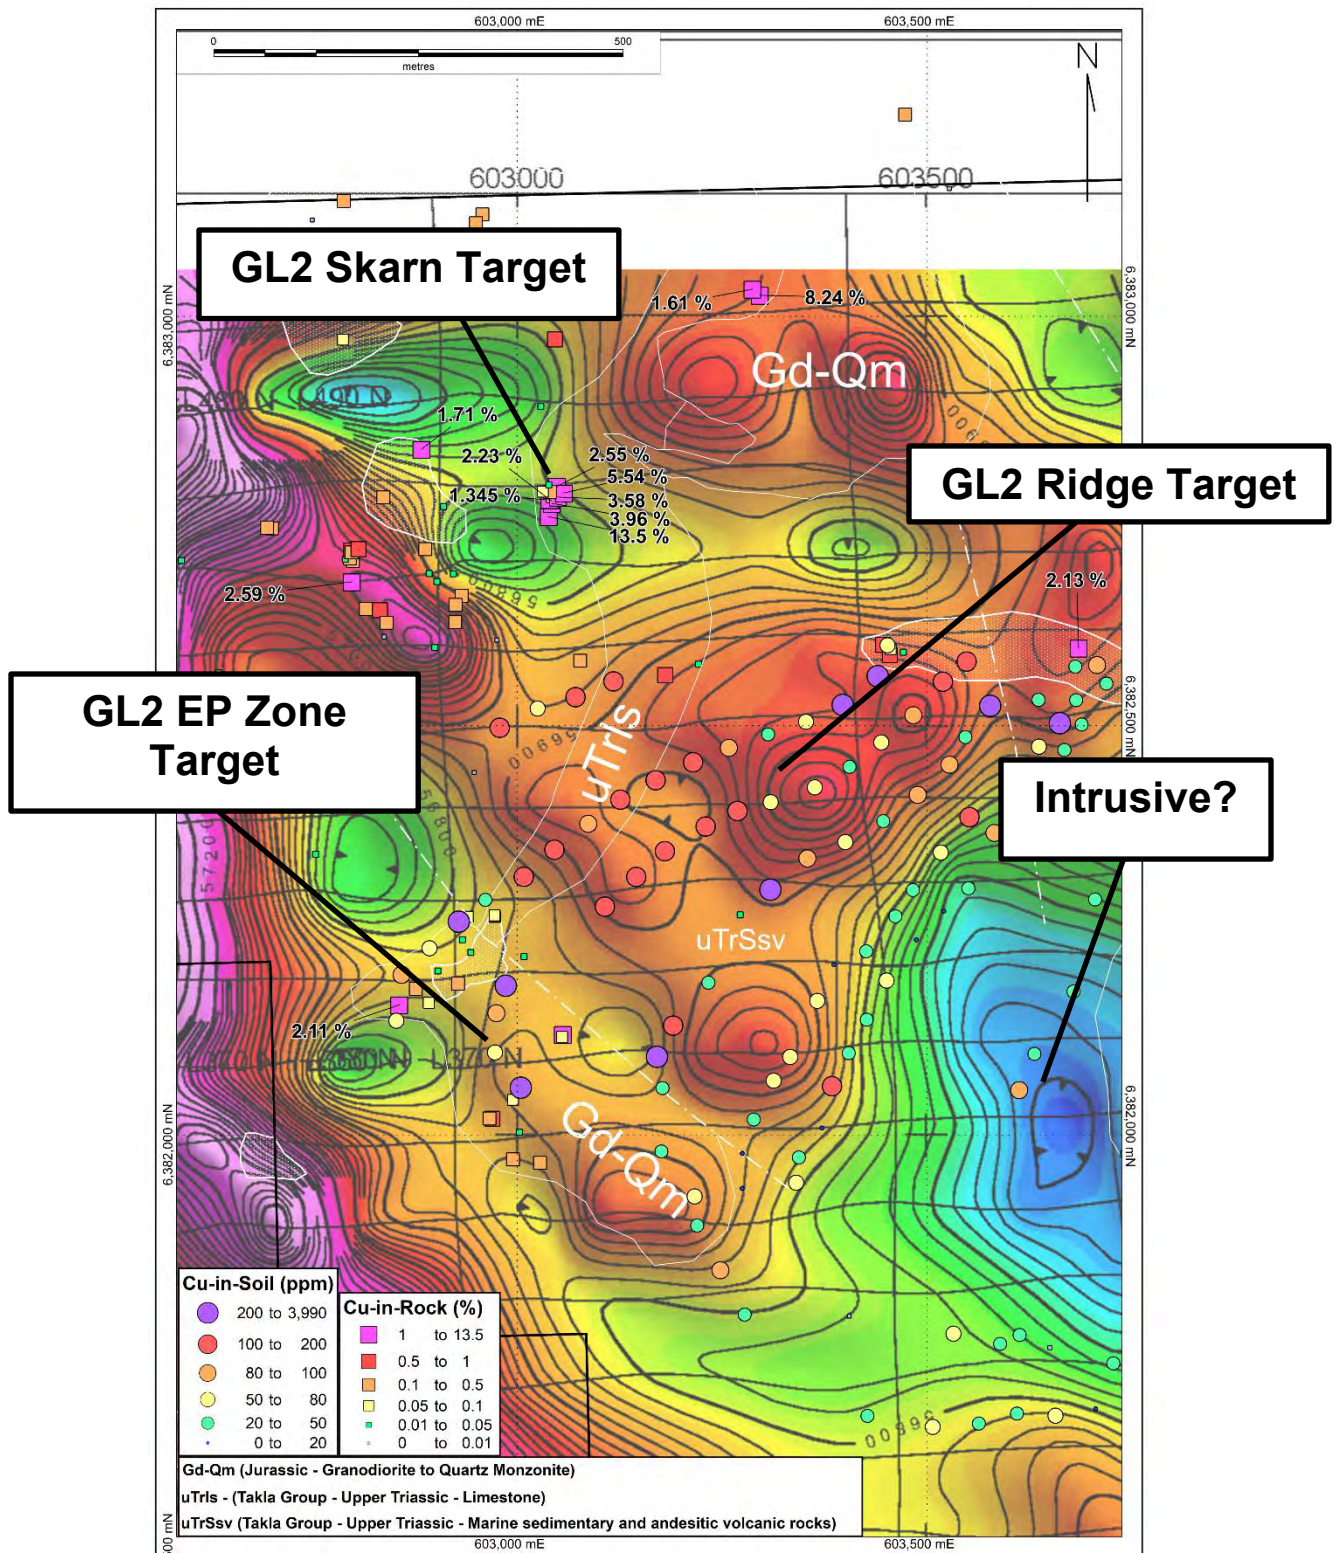 603,000 mE
603,500 mE
0
500
metres
N
603000
603500
GL2 Skarn Target
6,383,000 mN
6,383,000 mN
1.61 %
8.24 %
Gd-Qm
1.71 %
2.23 %
2.55 %
5.54 %
1.345 %
3.58 %
3.96 %
13.5 %
GL2 Ridge Target
2.59 %
2.13 %
56900
GL2 EP Zone
Target
uTrls
6,382,500 mN
56800
Intrusive?
57200
uTrSsv
2.11 %
L370 N
Gd-Qm
6,382,000 mN
6,382,000 mN
56800
Cu-in-Soil (ppm)
200 to 3,990
100 to 200
80 to 100
50 to 80
20 to 50
0 to 20
Cu-in-Rock (%)
1 to 13.5
0.5 to 1
0.1 to 0.5
0.05 to 0.1
0.01 to 0.05
0 to 0.01
Gd-Qm (Jurassic - Granodiorite to Quartz Monzonite)
uTrls - (Takla Group - Upper Triassic - Limestone)
uTrSsv (Takla Group - Upper Triassic - Marine sedimentary and andesitic volcanic rocks)
603,000 mE
603,500 mE